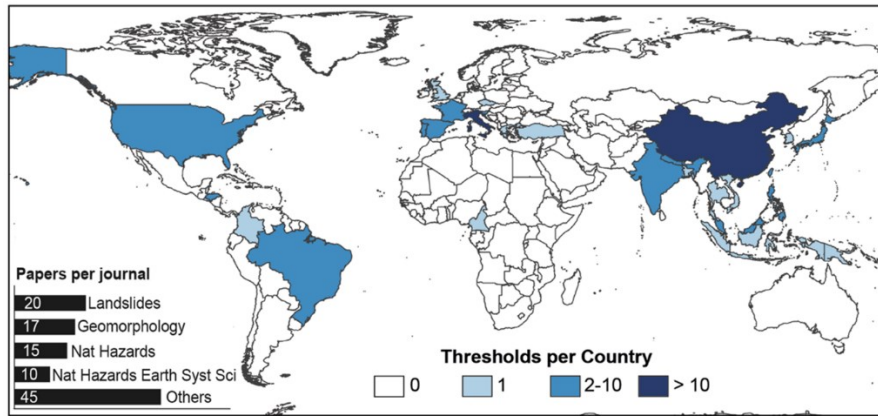 Papers per journal
20 Landslides
17 Geomorphology
15 Nat Hazards
10 Nat Hazards Earth Syst Sci
45 Others
Thresholds per Country
0 1 2-10 > 10